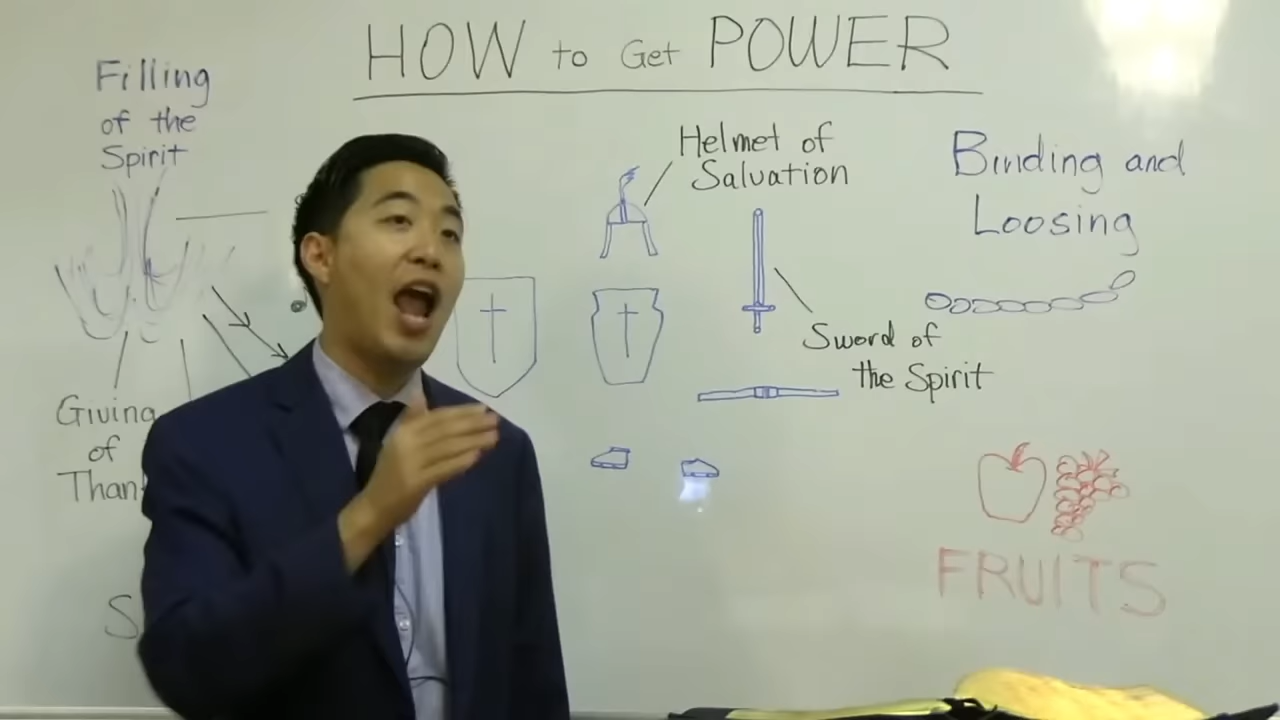 HOW to Get POWER
Filling
of the
Spirit
Helmet of
Salvation
Binding and
Loosing
Sword of
the Spirit
Giving
of
FRUITS